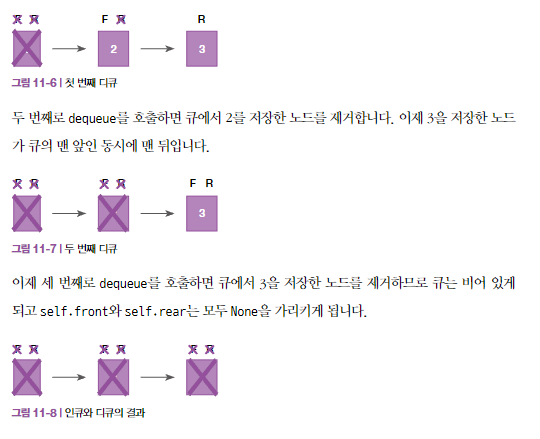 F R
2 3
그림 11-6 | 첫 번째 디큐
두 번째로 dequeue를 호출하면 큐에서 2를 저장한 노드를 제거합니다. 이제 3을 저장한 노드
가 큐의 맨 앞인 동시에 맨 뒤입니다.
F R
3
그림 11-7 | 두 번째 디큐
이제 세 번째로 dequeue를 호출하면 큐에서 3을 저장한 노드를 제거하므로 큐는 비어 있게
되고 self.front와 self.rear는 모두 None을 가리키게 됩니다.
그림 11-8 | 인큐와 디큐의 결과